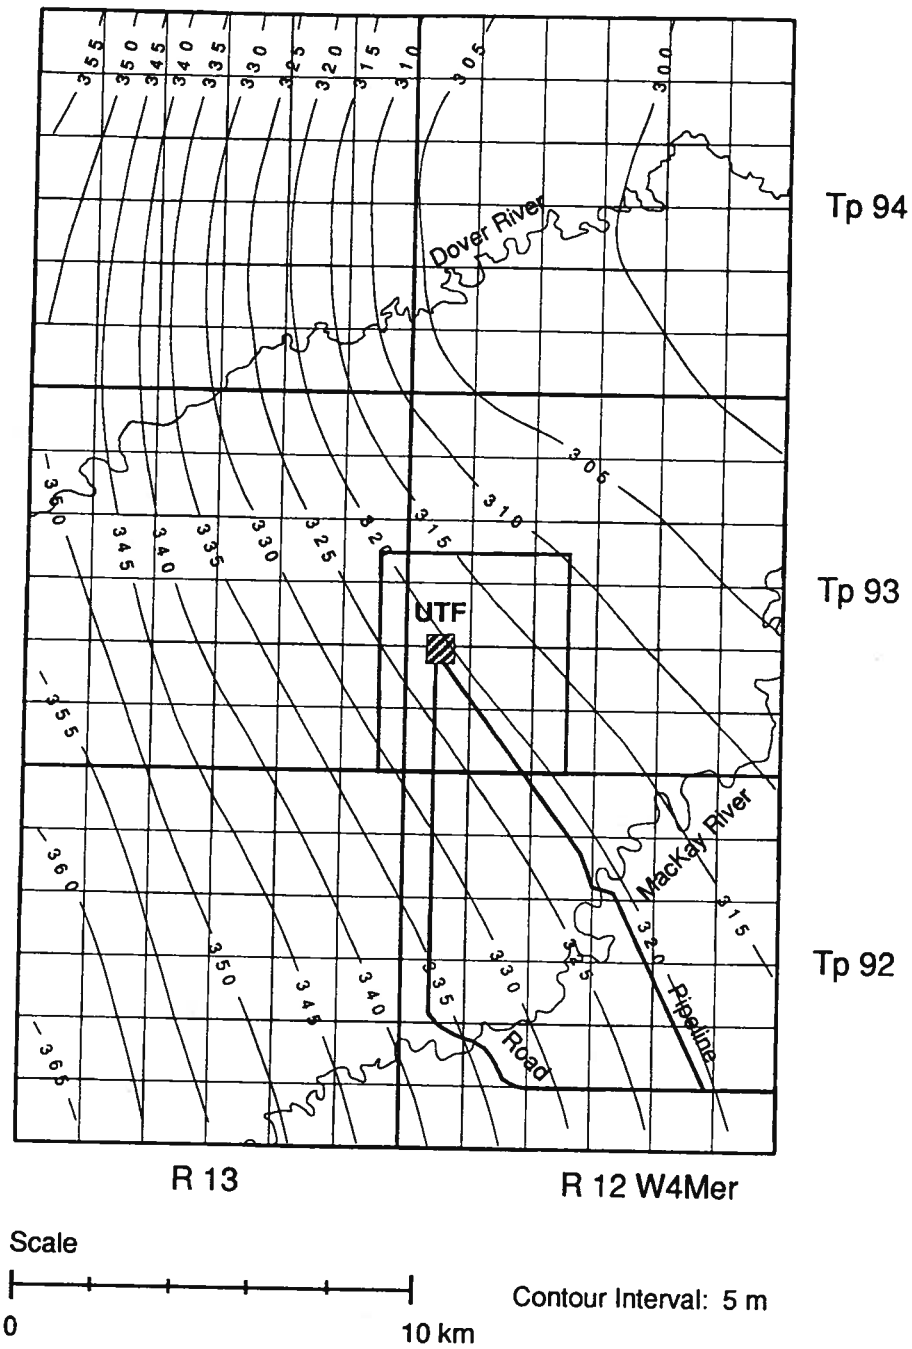 355 350 345 340 335 330 325 320 315 310 305 300
Tp 94
Dover River
305
350 345 340 335 330 325 320 315 310
Tp 93
UTF
355
MacKay River
360
315
320
Tp 92
350 345 340 335 330 325
Pipeline
Road
365
R 13
R 12 W4Mer
Scale
Contour Interval: 5 m
0
10 km